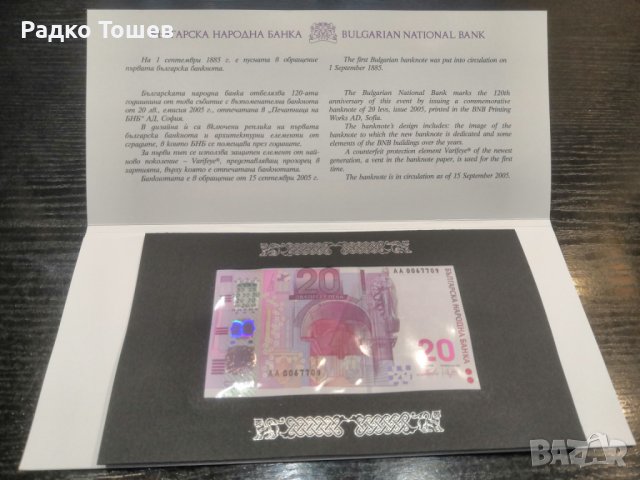 Радко Тошев
БЪЛГАРСКА НАРОДНА БАНКА
BULGARIAN NATIONAL BANK
На 1 септември 1885 г. е пусната в обращение
първата българска банкнота.
Българската народна банка отбелязва 120-ата
годишнина от това събитие с възпоменателна банкнота
от 20 лв., емисия 2005 г., отпечатана в „Печатница на
БНБ“ АД, София.
В дизайна ѝ са включени реплика на първата
българска банкнота и архитектурни елементи от
сградите, в които БНБ се помещава през годините.
За първи път се използва защитен елемент от най-
ново поколение – Varifeye®, представляващ прозорец в
хартията, върху която е отпечатана банкнотата.
Банкнотата е в обращение от 15 септември 2005 г.
The first Bulgarian banknote was put into circulation on
1 September 1885.
The Bulgarian National Bank marks the 120th
anniversary of this event by issuing a commemorative
banknote of 20 levs, issue 2005, printed in the BNB Printing
Works AD, Sofia.
The banknote's design includes: the image of the
banknote to which the new banknote is dedicated and some
elements of the BNB buildings over the years.
A counterfeit protection element Varifeye® of the newest
generation, a vent in the banknote paper, is used for the first
time.
The banknote is in circulation as of 15 September 2005.
20
АА 0067709
БЪЛГАРСКА НАРОДНА БАНКА
20
20
АА 0067709
BAZAR